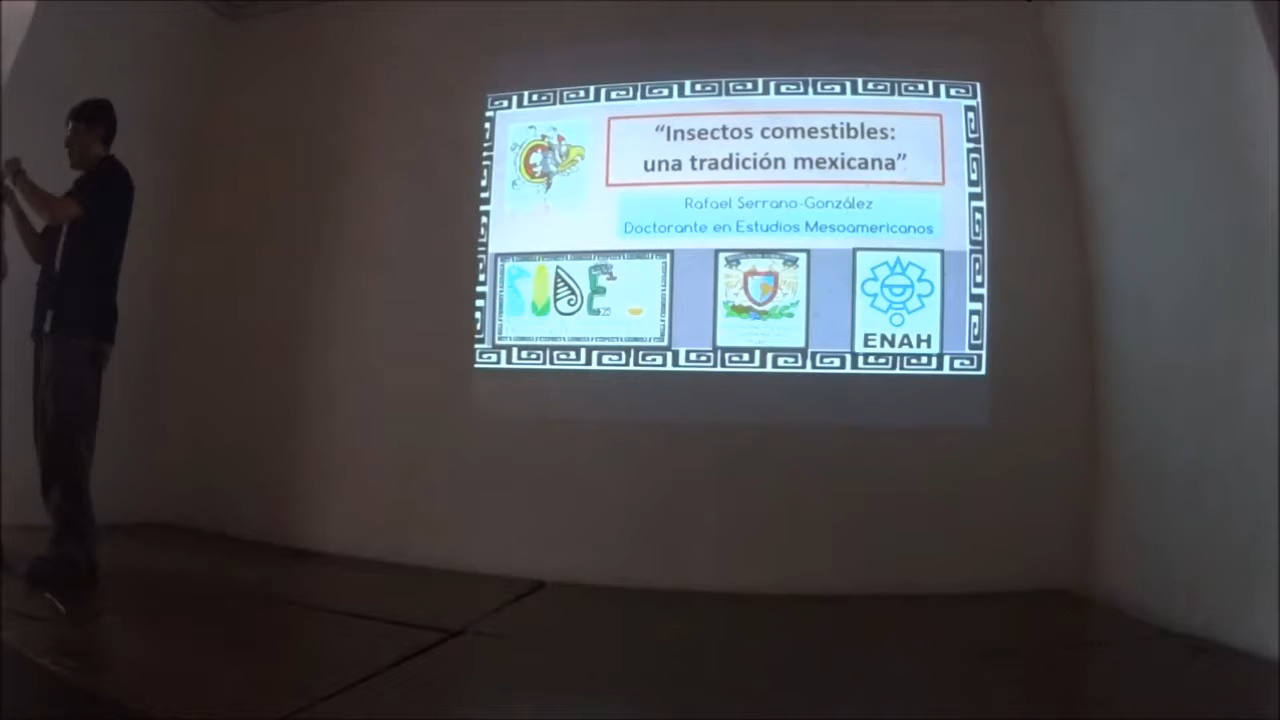 “Insectos comestibles:
una tradición mexicana”
Rafael Serrano-González
Doctorante en Estudios Mesoamericanos
ENAH